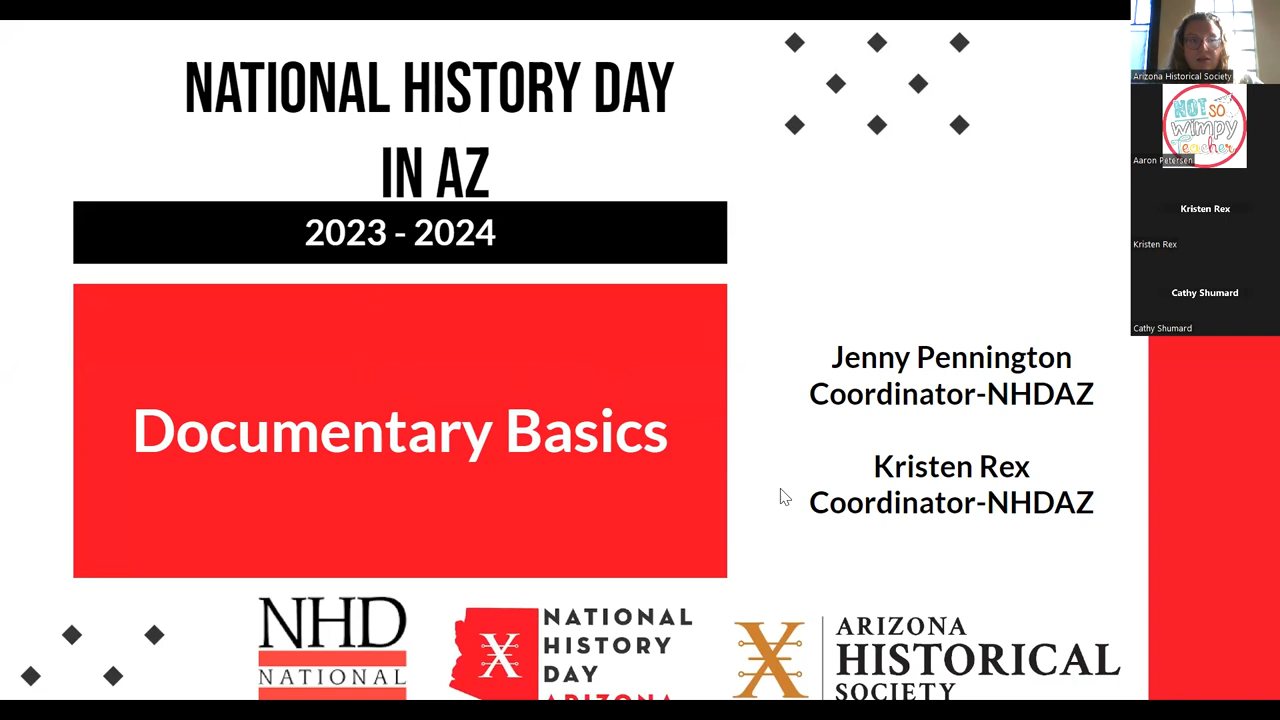 NATIONAL HISTORY DAY
IN AZ
2023 - 2024
Documentary Basics
Jenny Pennington
Coordinator-NHDAZ
Kristen Rex
Coordinator-NHDAZ
NHD
NATIONAL
NATIONAL
HISTORY
DAY
ARIZONA
ARIZONA
HISTORICAL
SOCIETY
Arizona Historical Society
NOT SO
wimpy
Teacher
Aaron Petersen
Kristen Rex
Kristen Rex
Cathy Shumard
Cathy Shumard